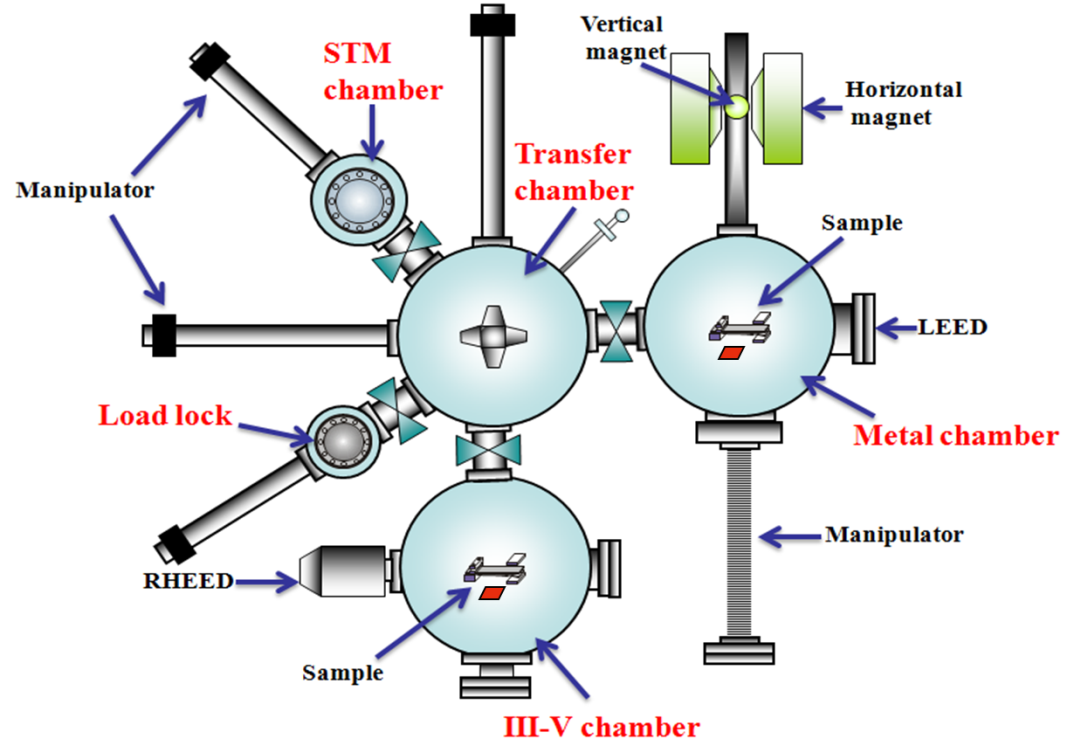 Vertical
magnet
STM
chamber
Horizontal
magnet
Transfer
chamber
Manipulator
Sample
LEED
Load lock
Metal chamber
Manipulator
RHEED
Sample
III-V chamber